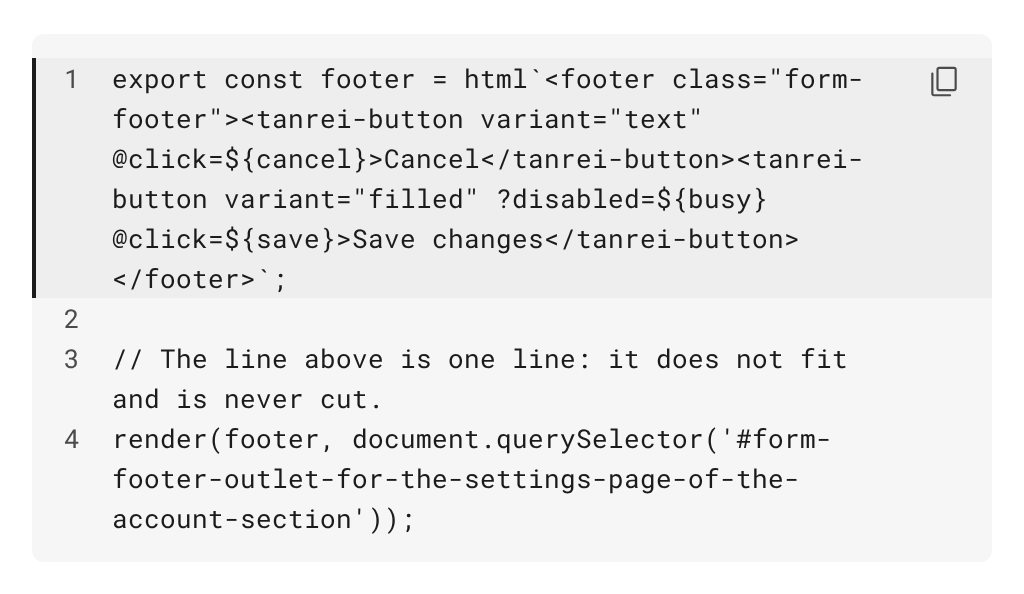 1 export const footer = html`<footer class="form-
footer"><tanrei-button variant="text"
@click=${cancel}>Cancel</tanrei-button><tanrei-
button variant="filled" ?disabled=${busy}
@click=${save}>Save changes</tanrei-button>
</footer>`;
2
3 // The line above is one line: it does not fit
and is never cut.
4 render(footer, document.querySelector('#form-
footer-outlet-for-the-settings-page-of-the-
account-section'));